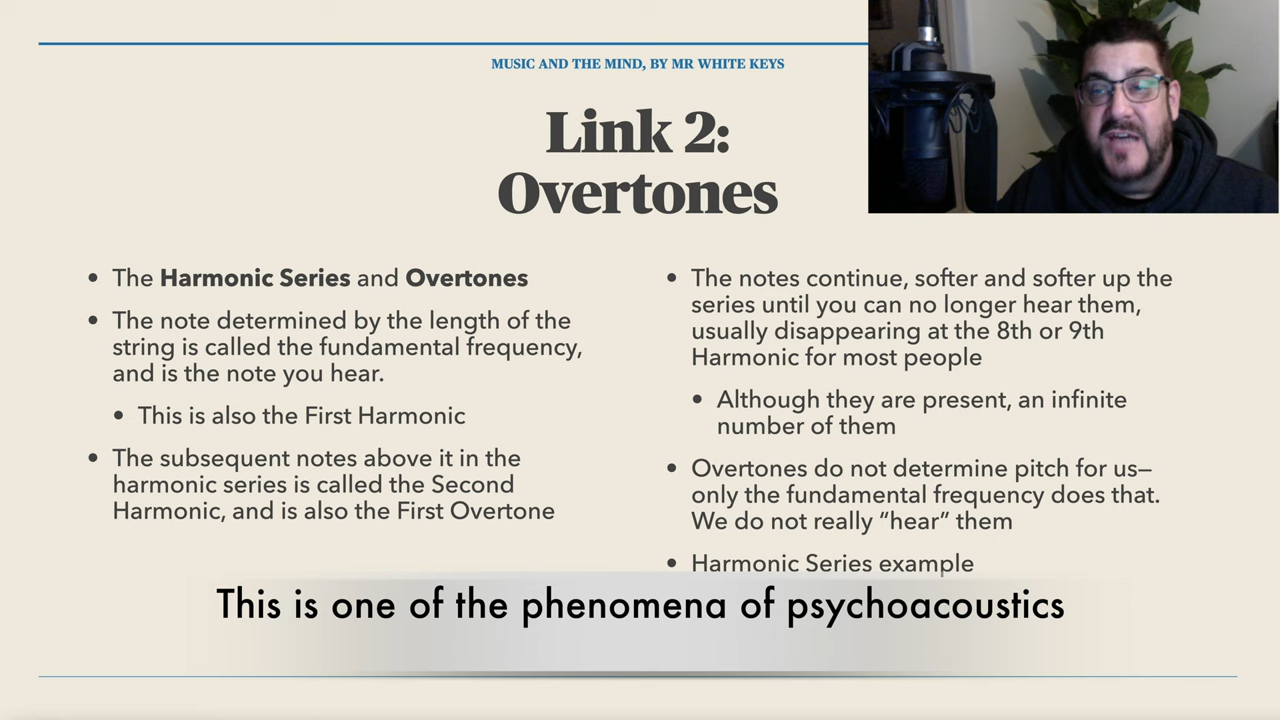 MUSIC AND THE MIND, BY MR WHITE KEYS
Link 2:
Overtones
• The Harmonic Series and Overtones
• The note determined by the length of the
string is called the fundamental frequency,
and is the note you hear.
• This is also the First Harmonic
• The subsequent notes above it in the
harmonic series is called the Second
Harmonic, and is also the First Overtone
• The notes continue, softer and softer up the
series until you can no longer hear them,
usually disappearing at the 8th or 9th
Harmonic for most people
• Although they are present, an infinite
number of them
• Overtones do not determine pitch for us—
only the fundamental frequency does that.
We do not really “hear” them
• Harmonic Series example
This is one of the phenomena of psychoacoustics